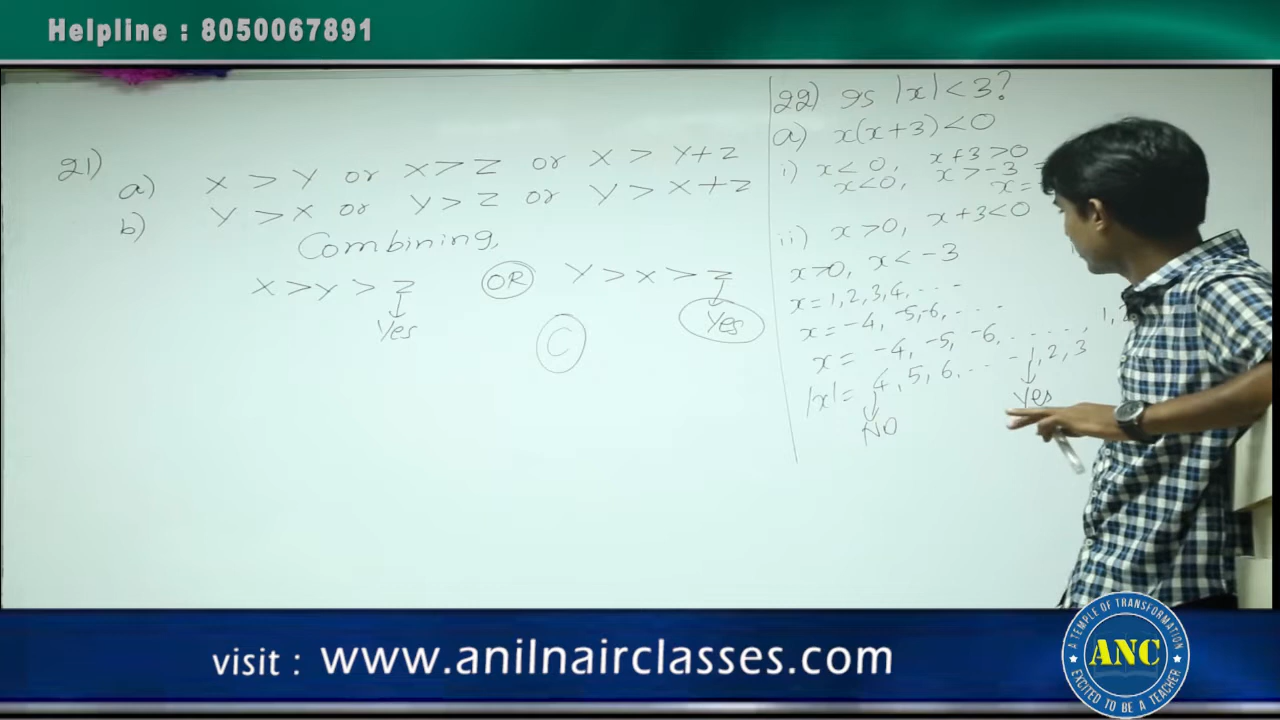 Helpline : 8050067891
21)
a) X > Y or X > Z or X > Y+Z
b) Y > X or Y > Z or Y > X+Z
Combining,
X > Y > Z OR Y > X > Z
Yes Yes
C
22) Is |x| < 3?
a) x(x+3) < 0
i) x < 0, x+3 > 0
x < 0, x > -3
x =
ii) x > 0, x+3 < 0
x > 0, x < -3
x = 1, 2, 3, 4, ....
x = -4, -5, -6, ....
x = -4, -5, -6, ......, 1, 2
|x| = 4, 5, 6, ... - 1, 2, 3
NO Yes
A TEMPLE OF TRANSFORMATION
ANC
EXCITED TO BE A TEACHER
visit : www.anilnairclasses.com